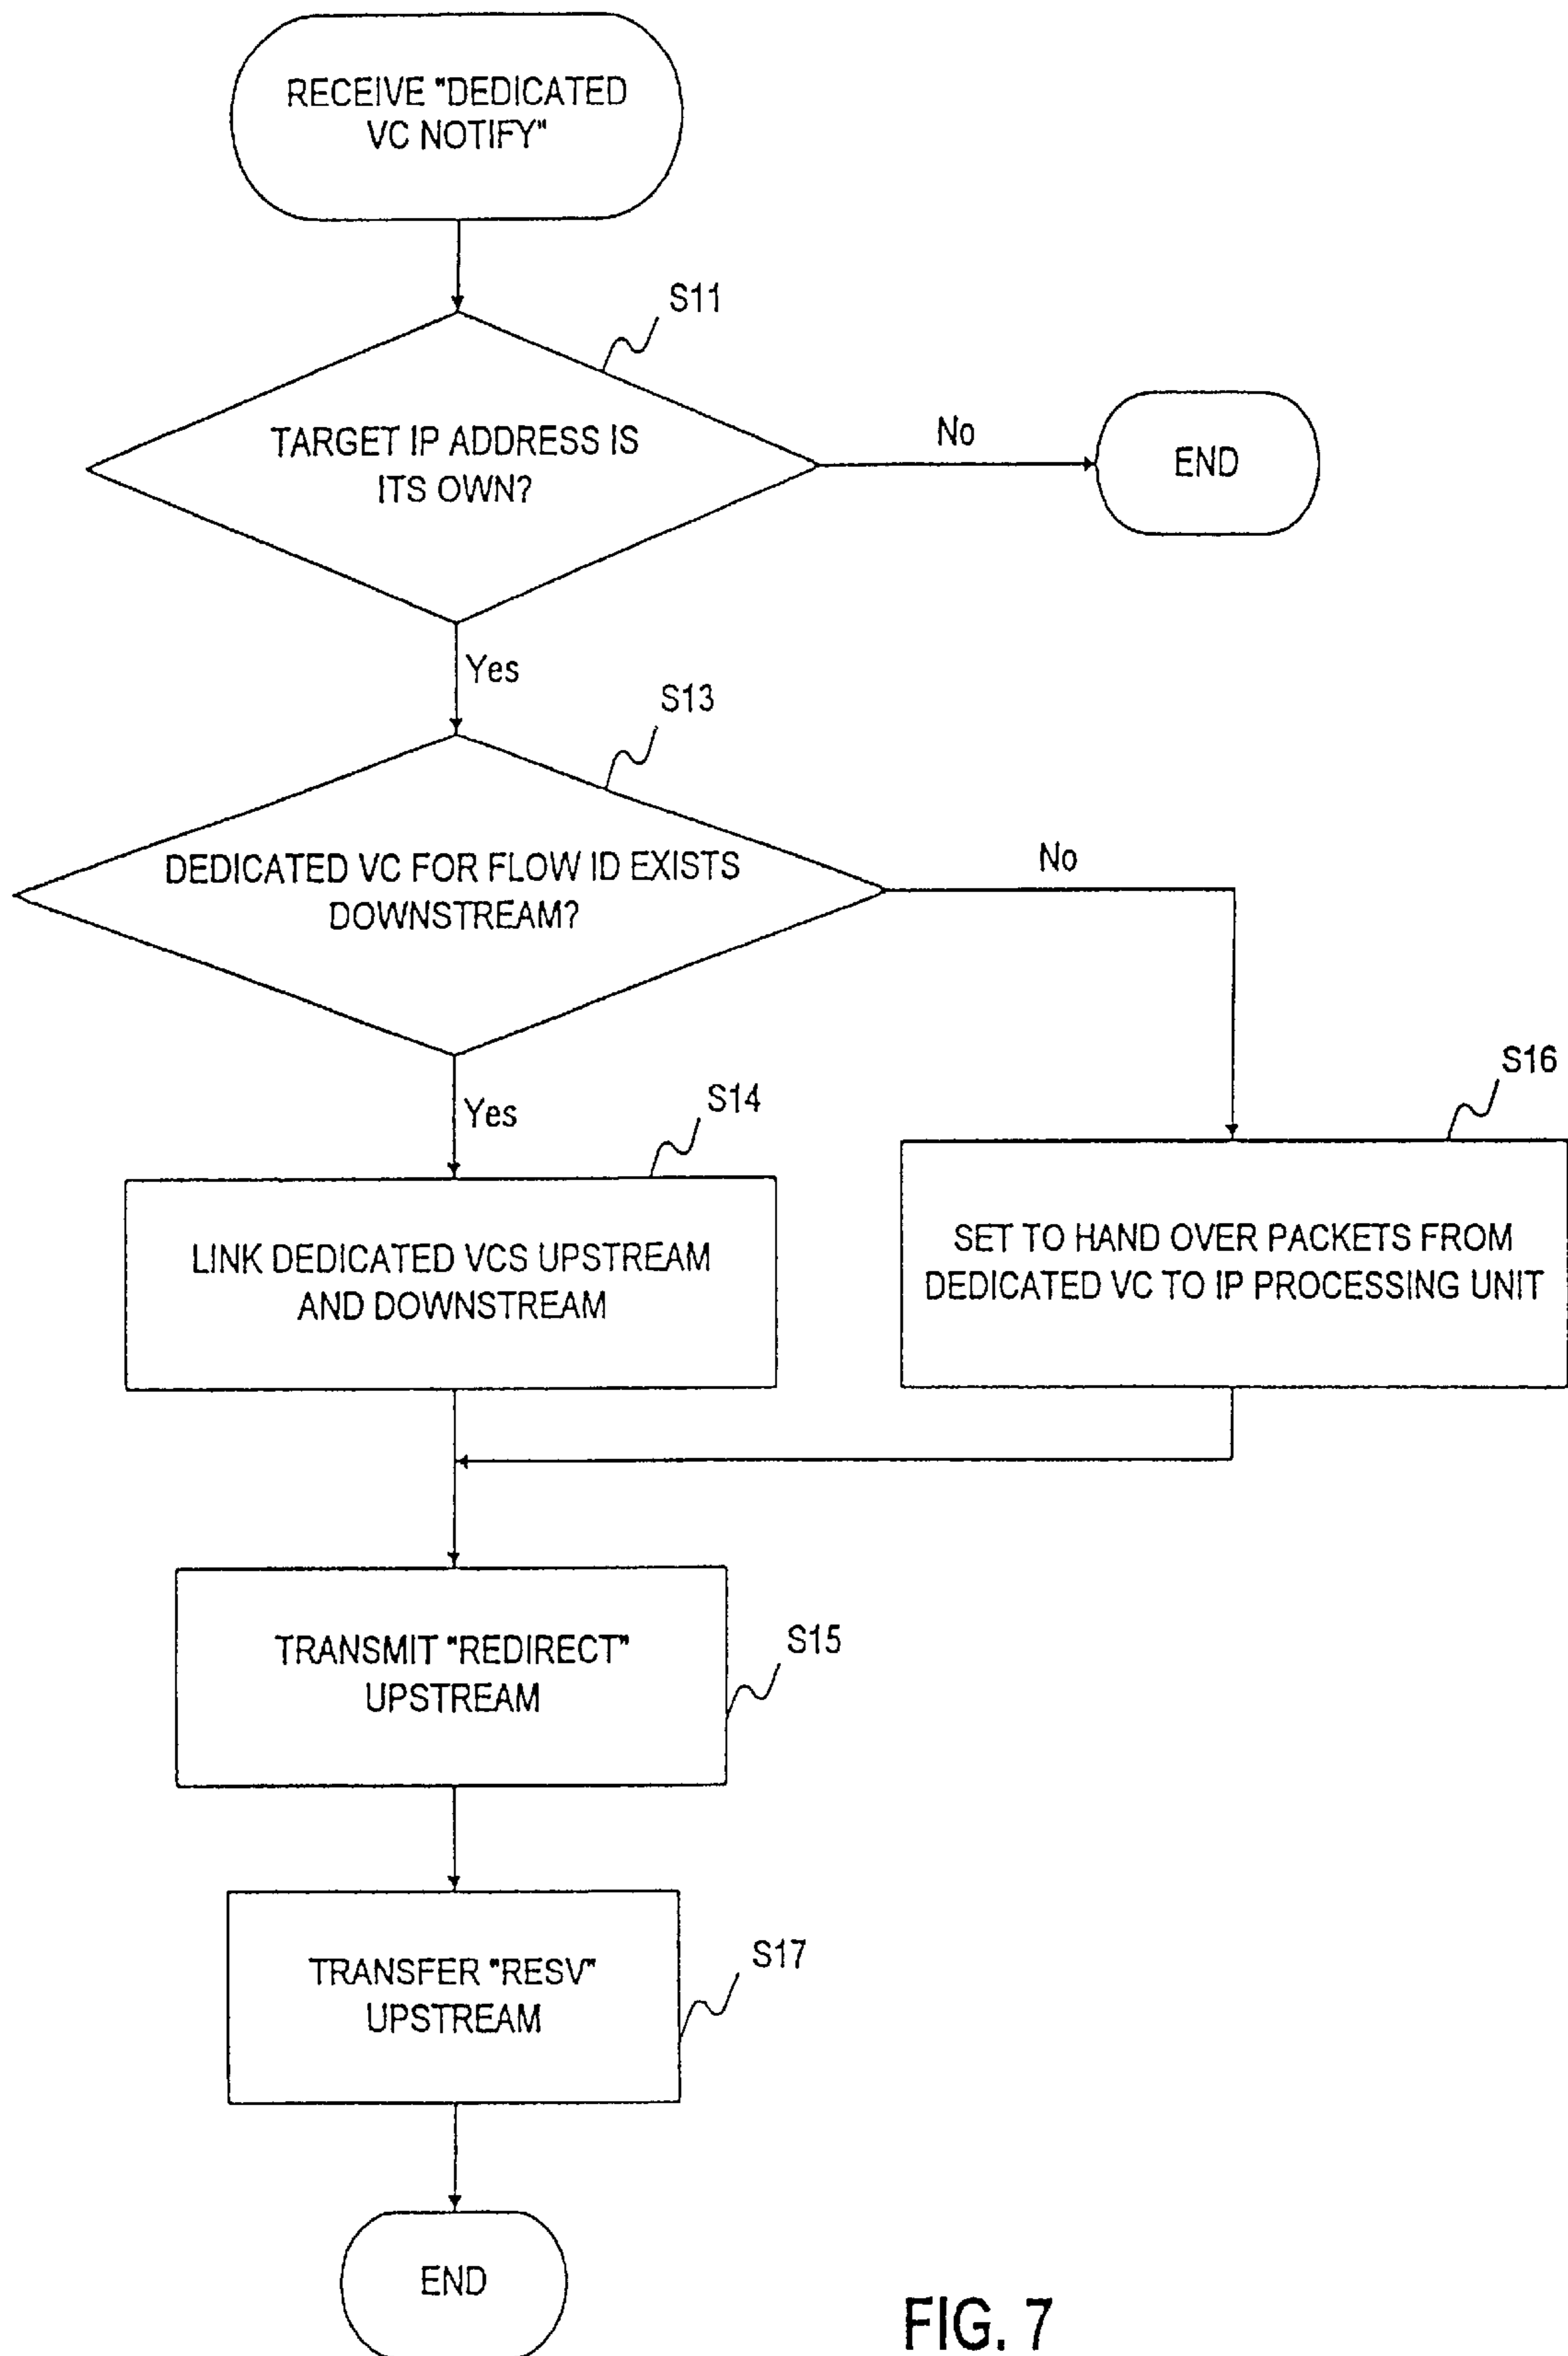 RECEIVE "DEDICATED
VC NOTIFY"
S11
TARGET IP ADDRESS IS
ITS OWN?
No
END
Yes
S13
DEDICATED VC FOR FLOW ID EXISTS
DOWNSTREAM?
No
Yes
S14
LINK DEDICATED VCS UPSTREAM
AND DOWNSTREAM
S16
SET TO HAND OVER PACKETS FROM
DEDICATED VC TO IP PROCESSING UNIT
TRANSMIT "REDIRECT"
UPSTREAM
S15
TRANSFER "RESV"
UPSTREAM
S17
END
FIG. 7